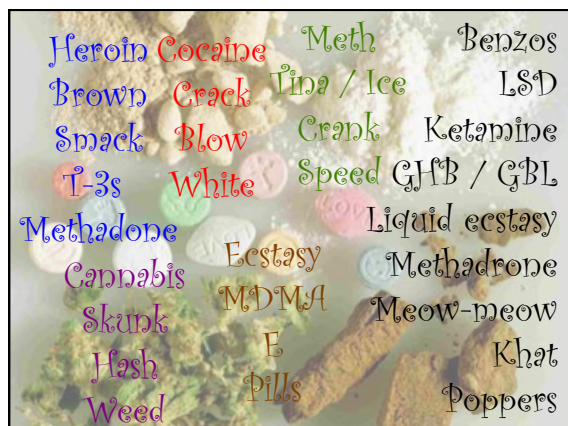 Heroin
Brown
Smack
T-3s
Methadone
Cocaine
Crack
Blow
White
Meth
Tina / Ice
Crank
Speed
Benzos
LSD
Ketamine
GHB / GBL
Liquid ecstasy
Methadrone
Meow-meow
Khat
Poppers
Cannabis
Skunk
Hash
Weed
Ecstasy
MDMA
E
Pills
LOVE